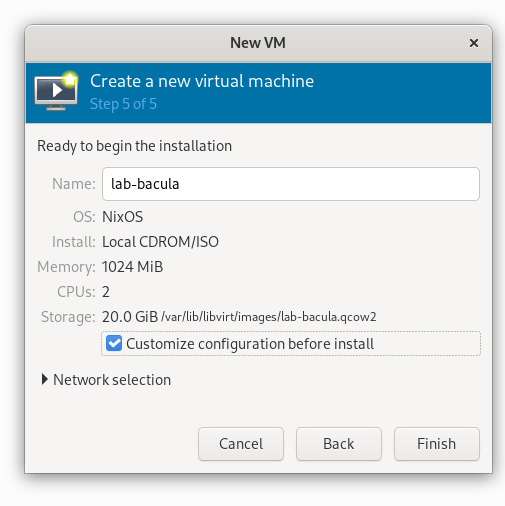 New VM
Create a new virtual machine
Step 5 of 5
Ready to begin the installation
Name: lab-bacula
OS: NixOS
Install: Local CDROM/ISO
Memory: 1024 MiB
CPUs: 2
Storage: 20.0 GiB /var/lib/libvirt/images/lab-bacula.qcow2
Customize configuration before install
Network selection
Cancel Back Finish